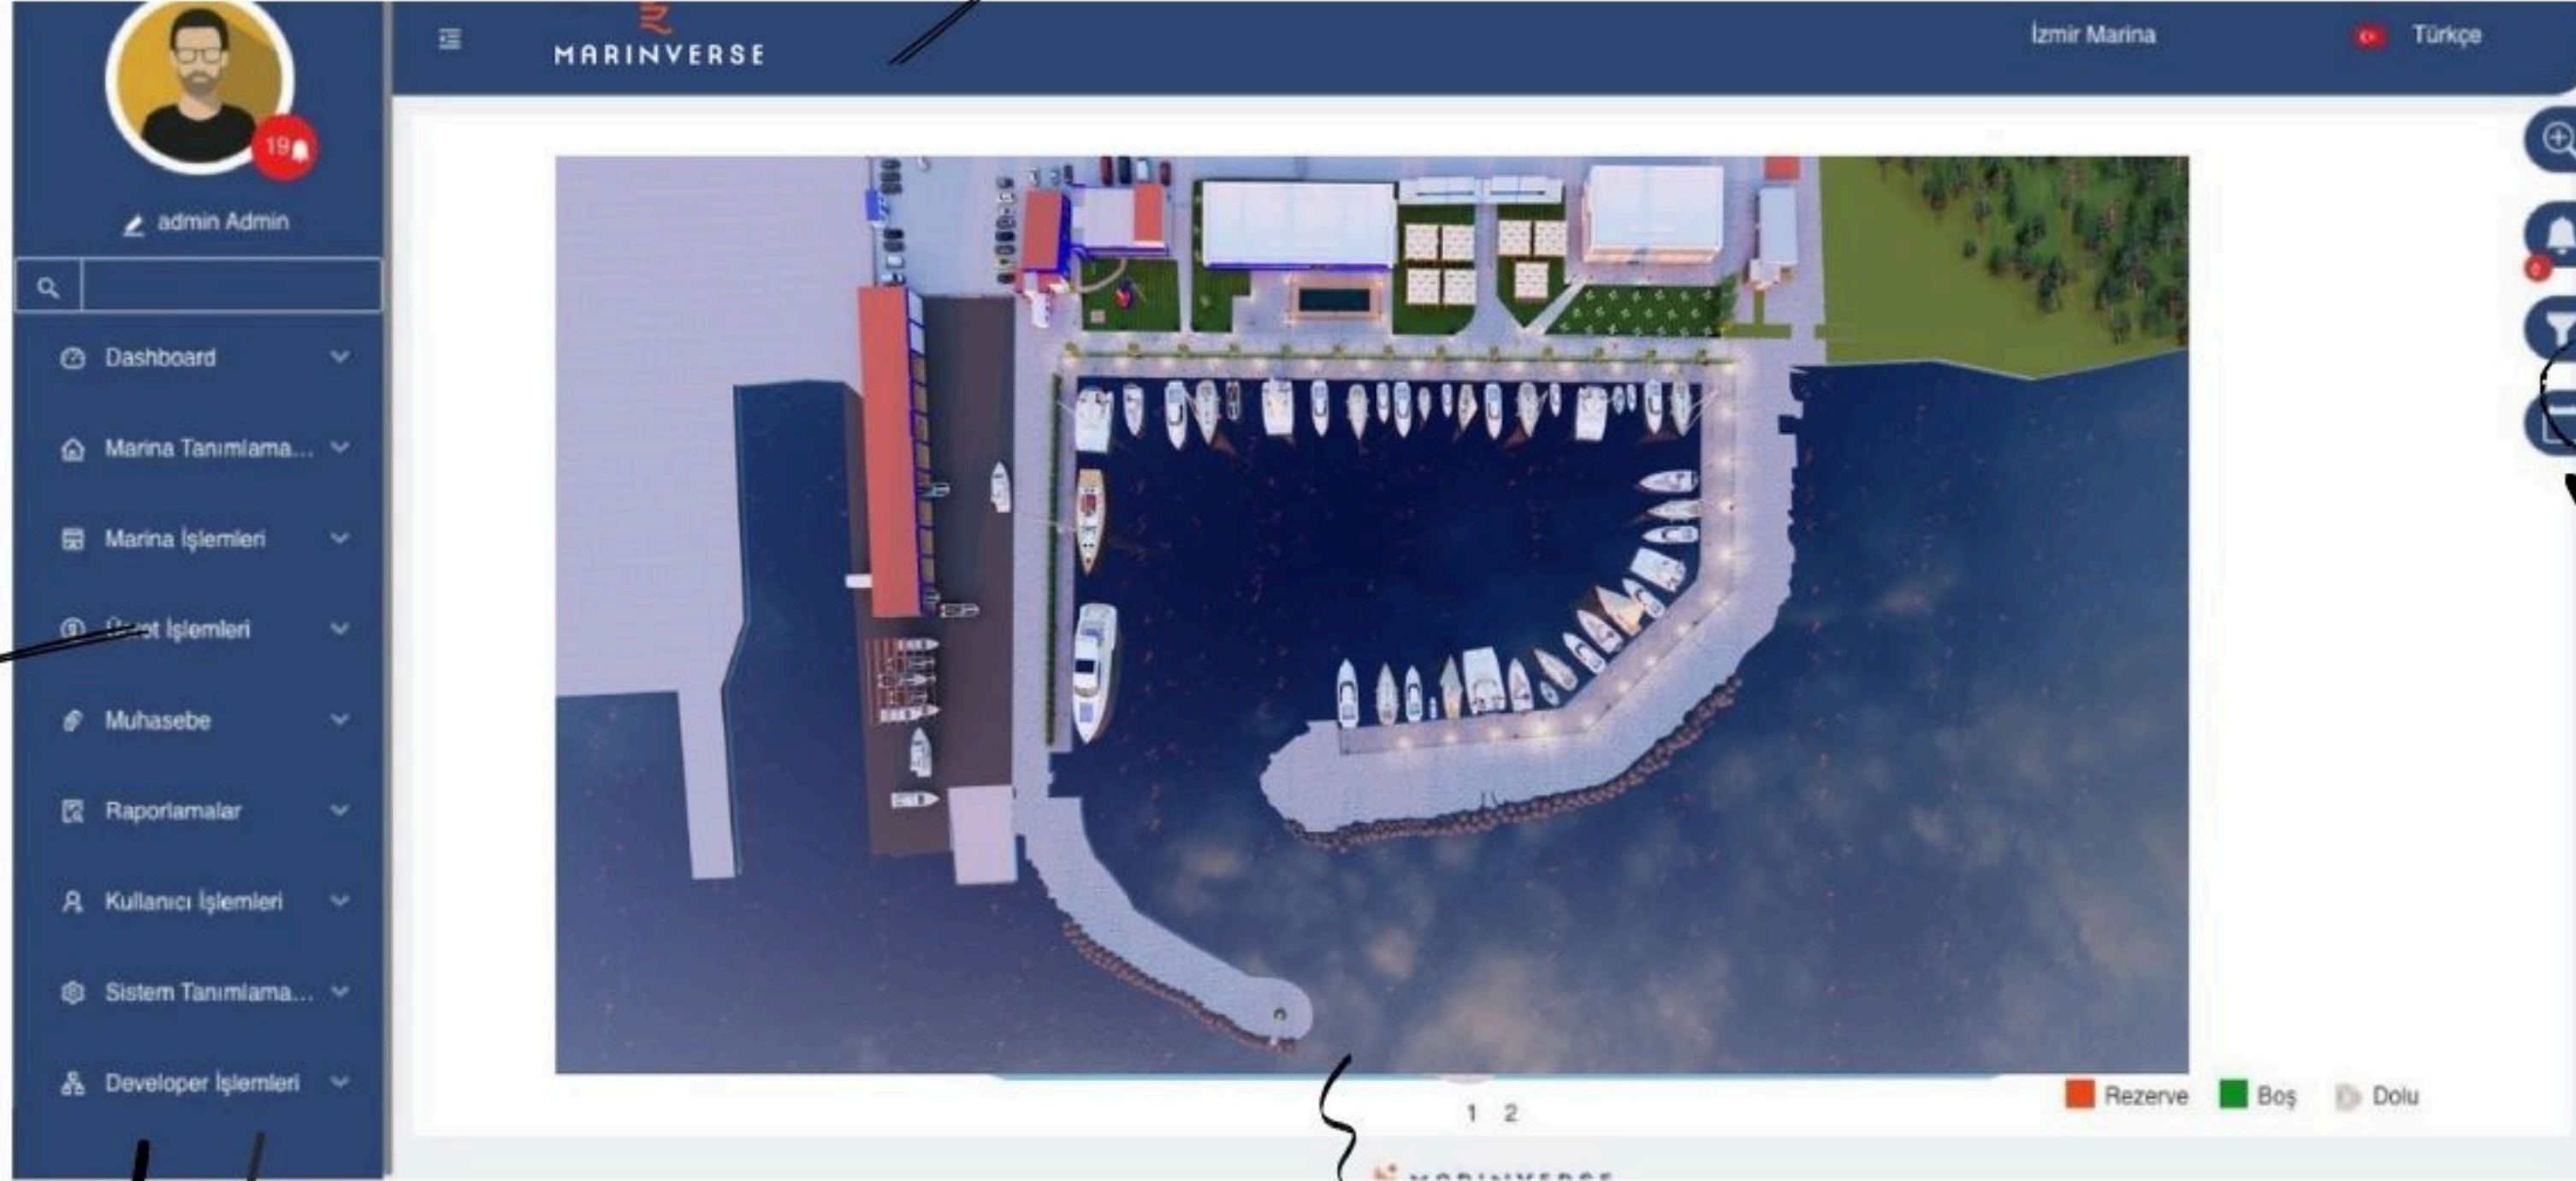 MARINVERSE
İzmir Marina
Türkçe
19
admin Admin
Dashboard
Marina Tanımlama...
Marina İşlemleri
İşlemleri
Muhasebe
Raporlamalar
Kullanıcı İşlemleri
Sistem Tanımlama...
Developer İşlemleri
1 2
Rezerve
Boş
Dolu